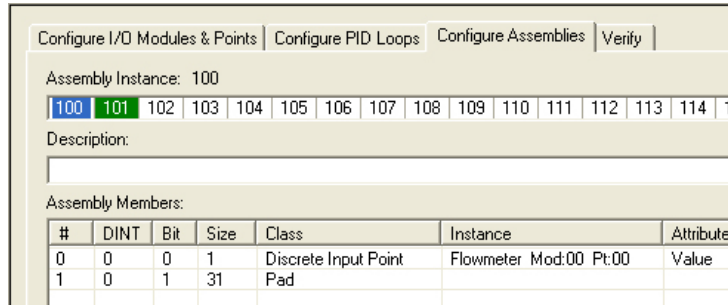 Configure I/O Modules & Points Configure PID Loops Configure Assemblies Verify
Assembly Instance: 100
100 101 102 103 104 105 106 107 108 109 110 111 112 113 114
Description:
Assembly Members:
# DINT Bit Size Class Instance Attribute
0 0 0 1 Discrete Input Point Flowmeter Mod:00 Pt:00 Value
1 0 1 31 Pad